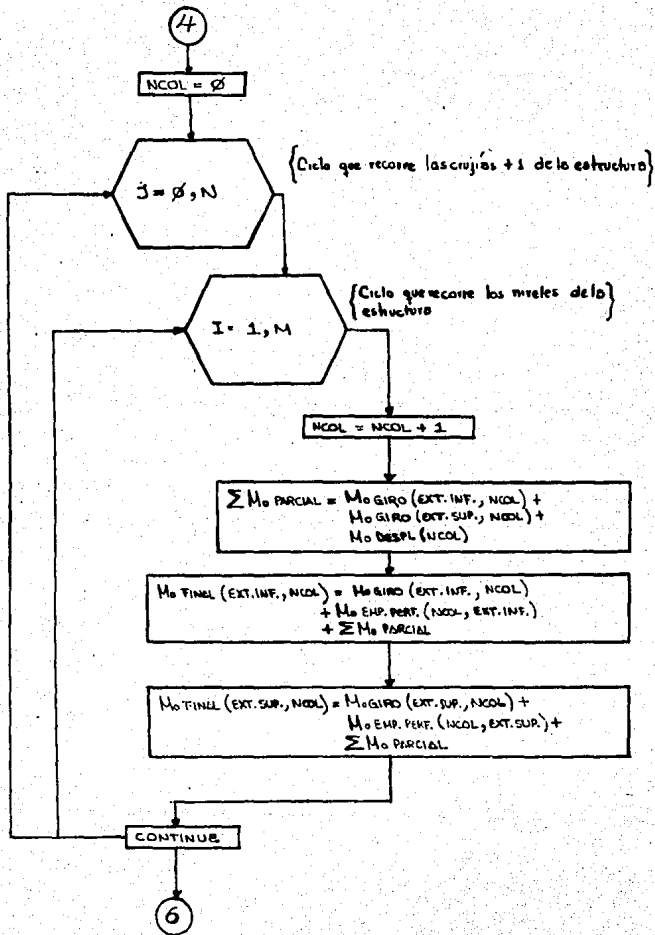 4
NCOL = Ø
J = Ø, N
{Ciclo que recorre las crujías + 1 de la estructura}
I = 1, M
{Ciclo que recorre los niveles de la
estructura}
NCOL = NCOL + 1
∑ Mo PARCIAL = Mo GIRO (EXT. INF., NCOL) +
Mo GIRO (EXT. SUP., NCOL) +
Mo DESPL (NCOL)
Mo FINAL (EXT. INF., NCOL) = Mo GIRO (EXT. INF., NCOL)
+ Mo EMP. PERF. (NCOL, EXT. INF.)
+ ∑ Mo PARCIAL
Mo FINAL (EXT. SUP., NCOL) = Mo GIRO (EXT. SUP., NCOL) +
Mo EMP. PERF. (NCOL, EXT. SUP.) +
∑ Mo PARCIAL
CONTINUE
6